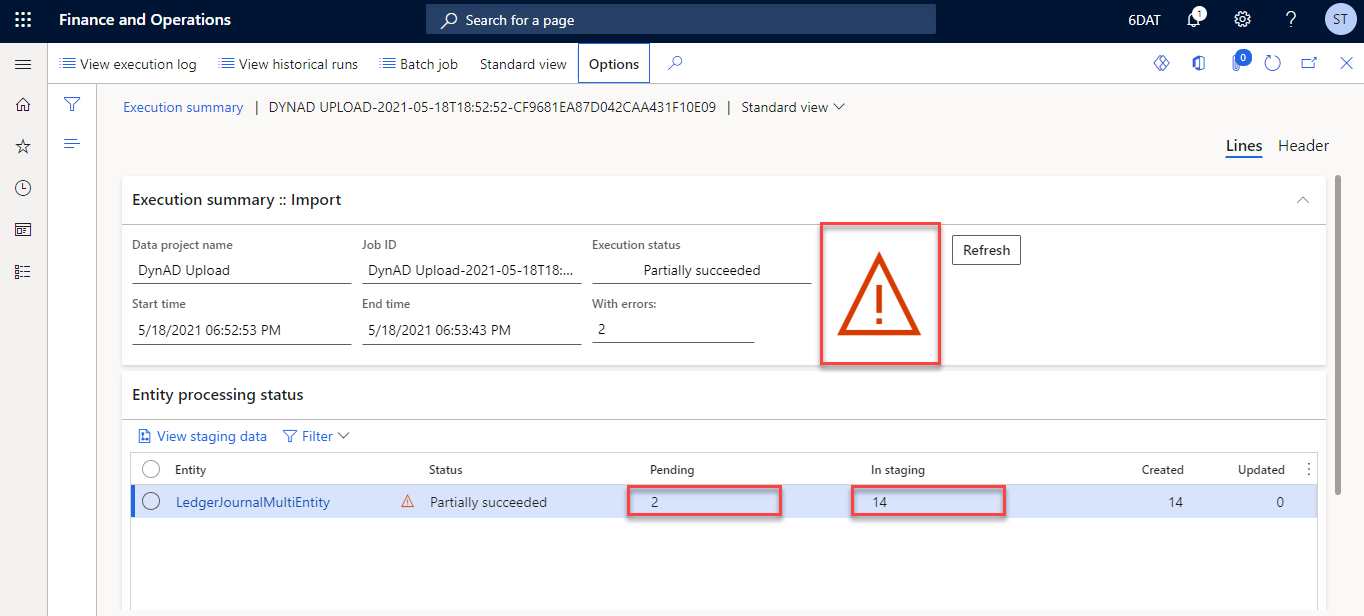 Finance and Operations
Search for a page
6DAT
1
?
ST
View execution log
View historical runs
Batch job
Standard view
Options
0
Execution summary | DYNAD UPLOAD-2021-05-18T18:52:52-CF9681EA87D042CAA431F10E09 | Standard view
Lines Header
Execution summary :: Import
Data project name Job ID Execution status
DynAD Upload DynAD Upload-2021-05-18T18:... Partially succeeded
Refresh
Start time End time With errors:
5/18/2021 06:52:53 PM 5/18/2021 06:53:43 PM 2
Entity processing status
View staging data Filter
Entity Status Pending In staging Created Updated
LedgerJournalMultiEntity Partially succeeded 2 14 14 0